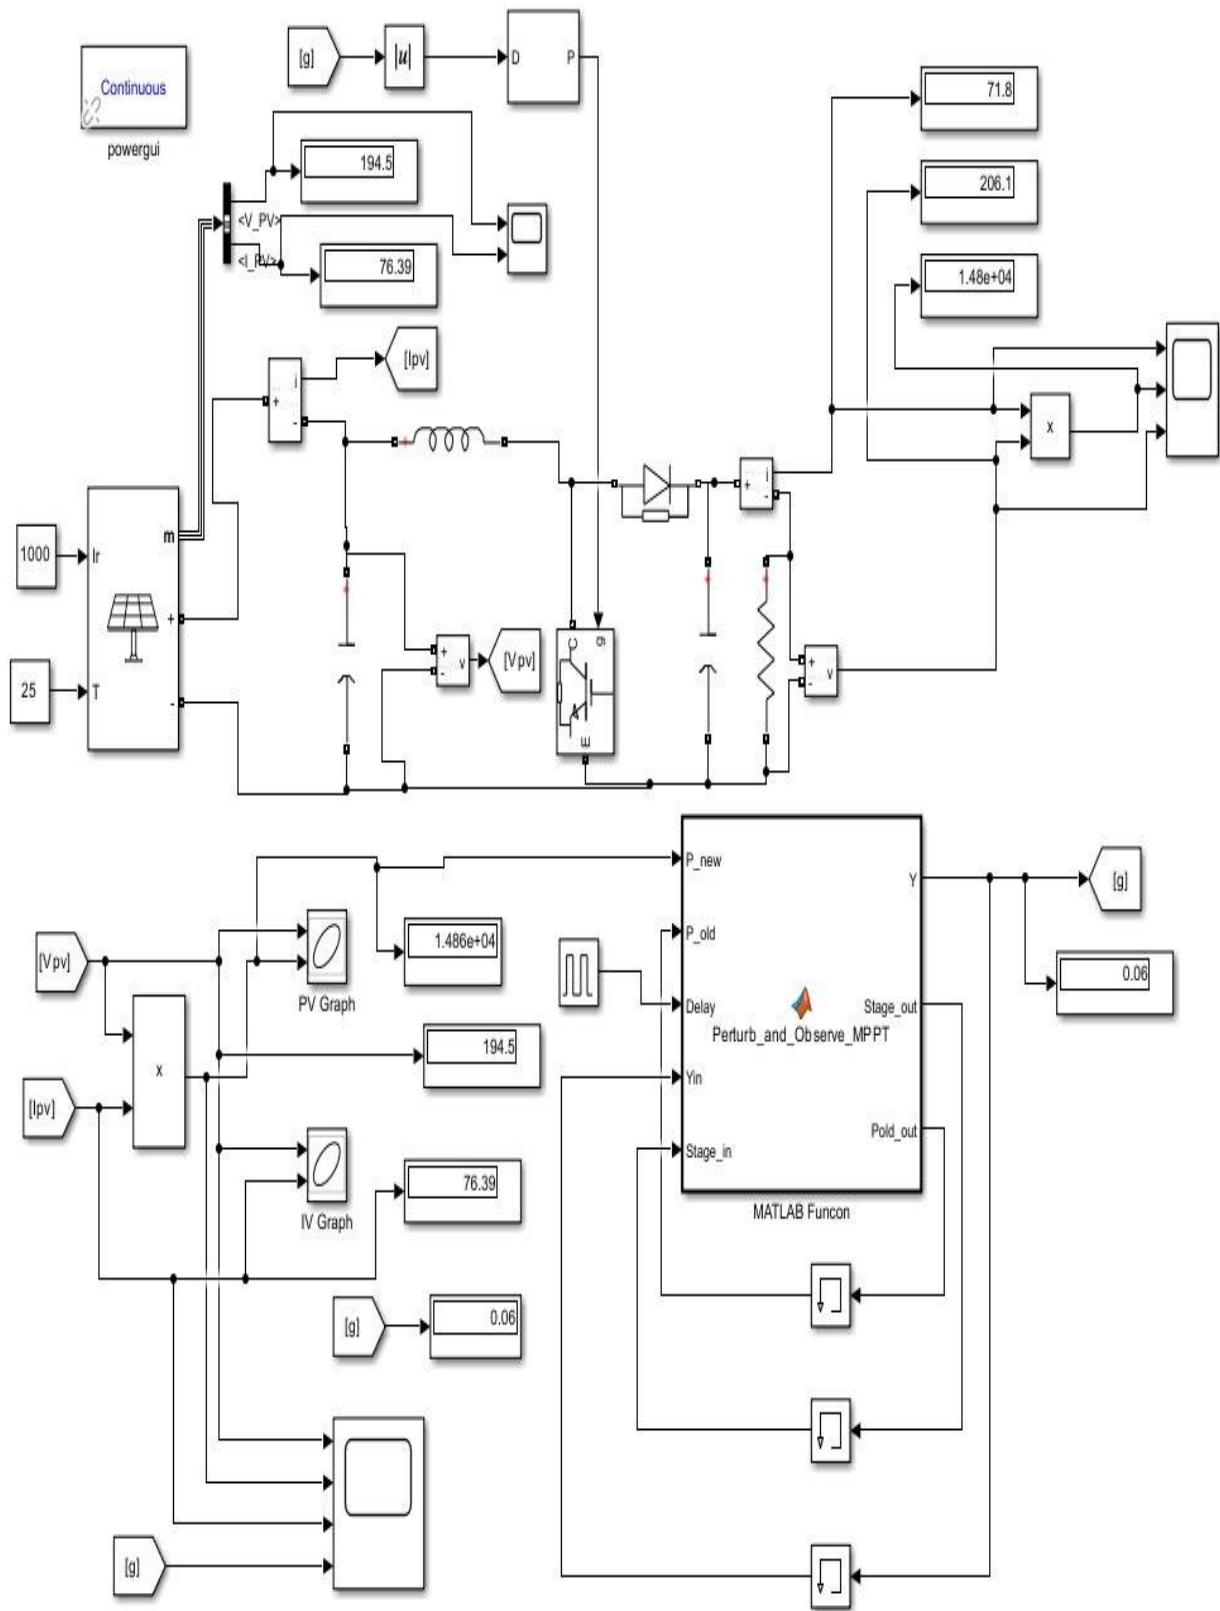 [g]
|u|
D
P
Continuous
powergui
71.8
194.5
206.1
<V_PV>
<I_PV>
76.39
1.48e+04
[Ipv]
i
+
-
x
i
+
-
1000
Ir
m
+
25
T
-
+
-
v
[Vpv]
C
g
E
+
-
v
P_new
Y
[g]
P_old
1.486e+04
[Vpv]
0.06
PV Graph
Delay
Stage_out
Perturb_and_Observe_MPPT
194.5
x
Yin
[Ipv]
Pold_out
Stage_in
76.39
IV Graph
MATLAB Funcon
[g]
0.06
[g]